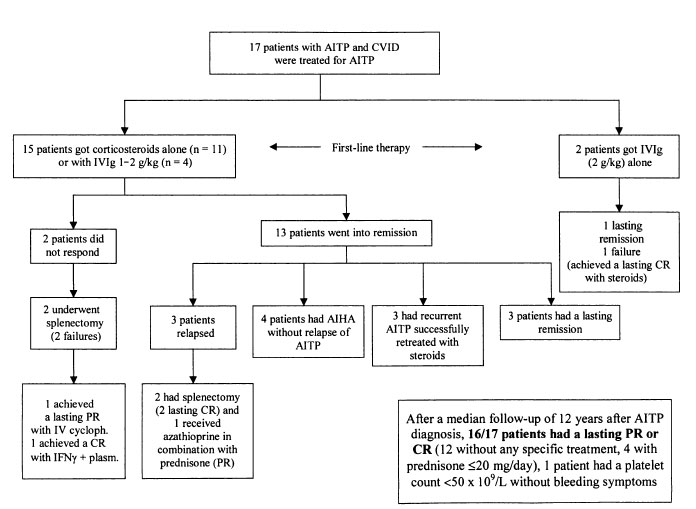 17 patients with AITP and CVID
were treated for AITP
15 patients got corticosteroids alone (n = 11)
or with IVIg 1−2 g/kg (n = 4)
First-line therapy
2 patients got IVIg
(2 g/kg) alone
2 patients did
not respond
13 patients went into remission
1 lasting
remission
1 failure
(achieved a lasting CR
with steroids)
2 underwent
splenectomy
(2 failures)
3 patients
relapsed
4 patients had AIHA
without relapse of
AITP
3 had recurrent
AITP successfully
retreated with
steroids
3 patients had a lasting
remission
1 achieved
a lasting PR
with IV cycloph.
1 achieved a CR
with IFNγ + plasm.
2 had splenectomy
(2 lasting CR) and
1 received
azathioprine in
combination with
prednisone (PR)
After a median follow-up of 12 years after AITP
diagnosis, 16/17 patients had a lasting PR or
CR (12 without any specific treatment, 4 with
prednisone ≤20 mg/day), 1 patient had a platelet
count <50 x 10⁹/L without bleeding symptoms